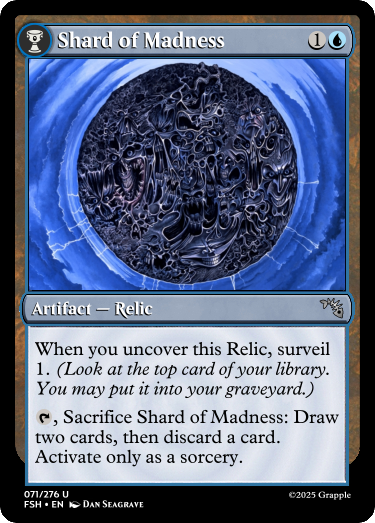 Shard of Madness 1
Artifact — Relic
When you uncover this Relic, surveil
1. (Look at the top card of your library.
You may put it into your graveyard.)
, Sacrifice Shard of Madness: Draw
two cards, then discard a card.
Activate only as a sorcery.
071/276 U
©2025 Grapple
FSH • EN Dan Seagrave